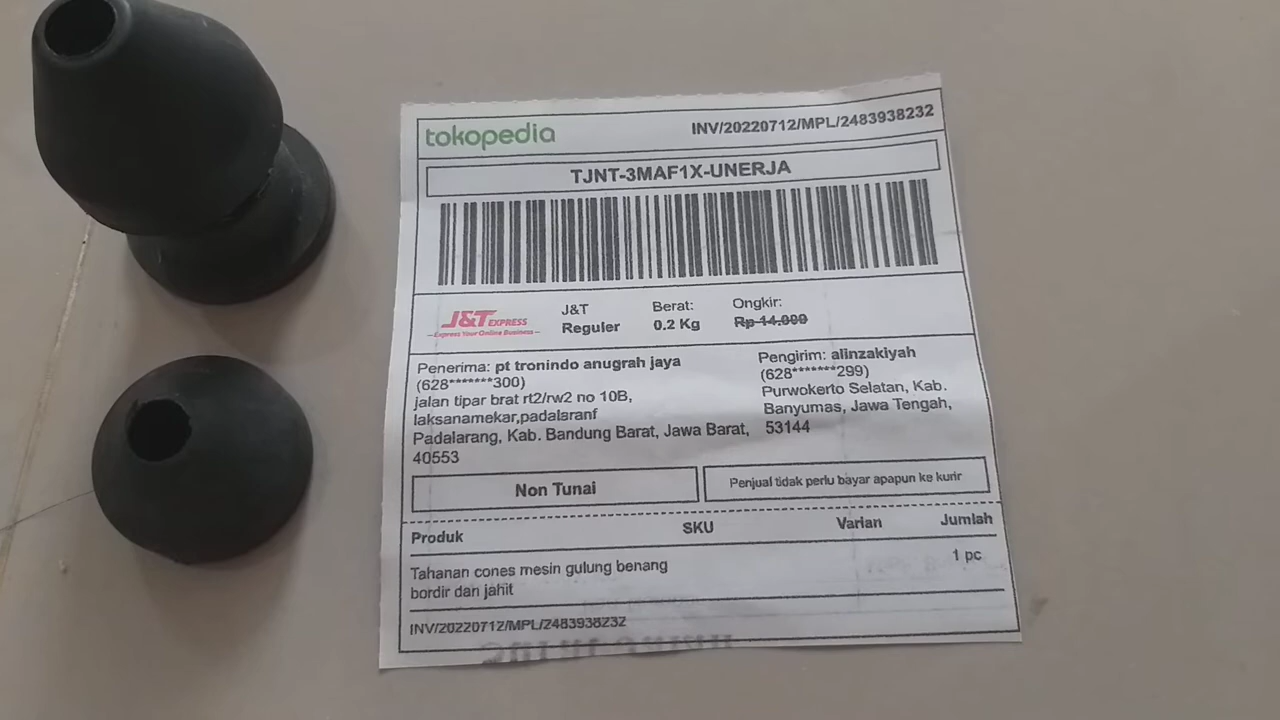 tokopedia
INV/20220712/MPL/2483938232
TJNT-3MAF1X-UNERJA
J&T EXPRESS
Express Your Online Business
J&T
Reguler
Berat:
0.2 Kg
Ongkir:
Rp 14.000
Penerima: pt tronindo anugrah jaya
(628*******300)
jalan tipar brat rt2/rw2 no 10B,
laksanamekar,padalaranf
Padalarang, Kab. Bandung Barat, Jawa Barat,
40553
Pengirim: alinzakiyah
(628*******299)
Purwokerto Selatan, Kab.
Banyumas, Jawa Tengah,
53144
Non Tunai
Penjual tidak perlu bayar apapun ke kurir
Produk SKU Varian Jumlah
Tahanan cones mesin gulung benang 1 pc
bordir dan jahit
INV/20220712/MPL/2483938232